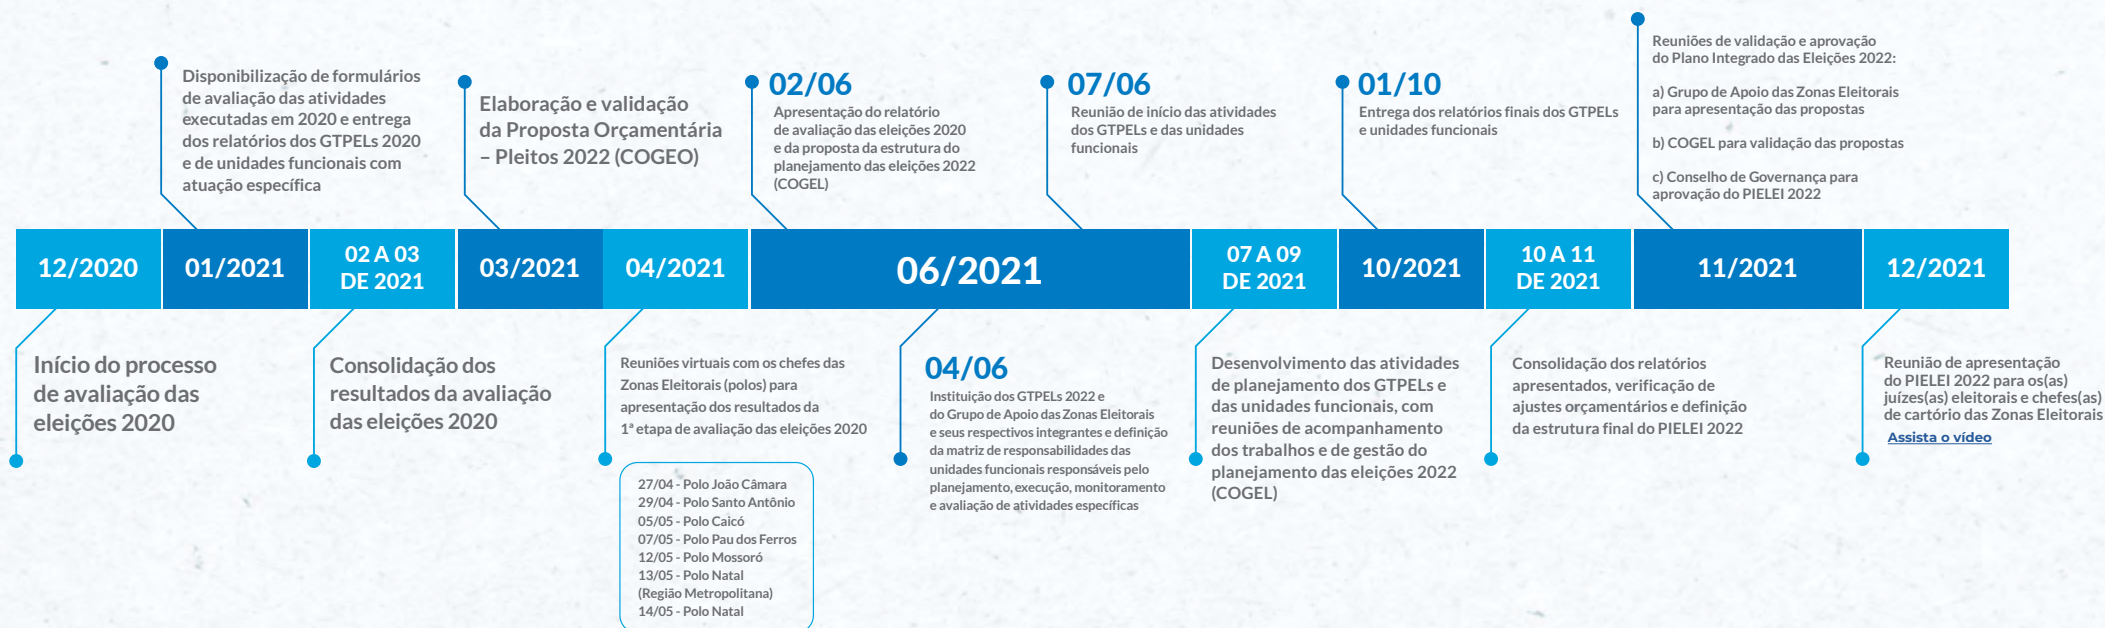 Disponibilização de formulários
de avaliação das atividades
executadas em 2020 e entrega
dos relatórios dos GTPELs 2020
e de unidades funcionais com
atuação específica
Elaboração e validação
da Proposta Orçamentária
– Pleitos 2022 (COGEO)
02/06
Apresentação do relatório
de avaliação das eleições 2020
e da proposta da estrutura do
planejamento das eleições 2022
(COGEL)
07/06
Reunião de início das atividades
dos GTPELs e das unidades
funcionais
01/10
Entrega dos relatórios finais dos GTPELs
e unidades funcionais
Reuniões de validação e aprovação
do Plano Integrado das Eleições 2022:
a) Grupo de Apoio das Zonas Eleitorais
para apresentação das propostas
b) COGEL para validação das propostas
c) Conselho de Governança para
aprovação do PIELEI 2022
12/2020
01/2021
02 A 03
DE 2021
03/2021
04/2021
06/2021
07 A 09
DE 2021
10/2021
10 A 11
DE 2021
11/2021
12/2021
Início do processo
de avaliação das
eleições 2020
Consolidação dos
resultados da avaliação
das eleições 2020
Reuniões virtuais com os chefes das
Zonas Eleitorais (polos) para
apresentação dos resultados da
1ª etapa de avaliação das eleições 2020
27/04 - Polo João Câmara
29/04 - Polo Santo Antônio
05/05 - Polo Caicó
07/05 - Polo Pau dos Ferros
12/05 - Polo Mossoró
13/05 - Polo Natal
(Região Metropolitana)
14/05 - Polo Natal
04/06
Instituição dos GTPELs 2022 e
do Grupo de Apoio das Zonas Eleitorais
e seus respectivos integrantes e definição
da matriz de responsabilidades das
unidades funcionais responsáveis pelo
planejamento, execução, monitoramento
e avaliação de atividades específicas
Desenvolvimento das atividades
de planejamento dos GTPELs e
das unidades funcionais, com
reuniões de acompanhamento
dos trabalhos e de gestão do
planejamento das eleições 2022
(COGEL)
Consolidação dos relatórios
apresentados, verificação de
ajustes orçamentários e definição
da estrutura final do PIELEI 2022
Reunião de apresentação
do PIELEI 2022 para os(as)
juízes(as) eleitorais e chefes(as)
de cartório das Zonas Eleitorais
Assista o vídeo